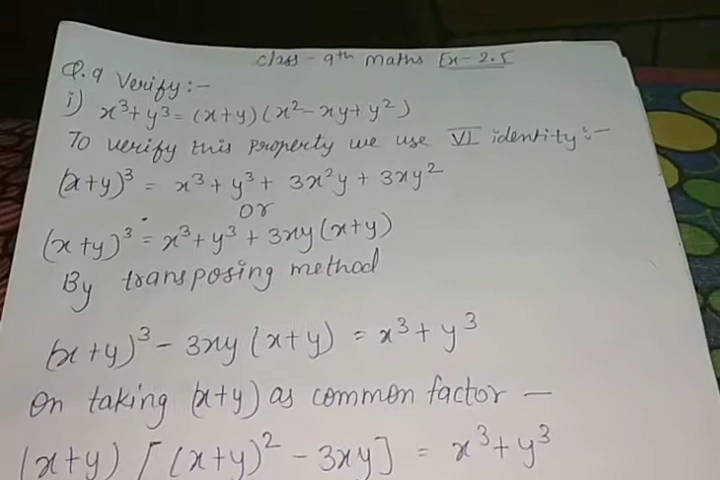 class - 9th maths Ex - 2.5
Q.9 Verify :-
i) x³ + y³ = (x+y) (x² - xy + y²)
To verify this property we use VI identity :-
(x+y)³ = x³ + y³ + 3x²y + 3xy²
or
(x+y)³ = x³ + y³ + 3xy (x+y)
By transposing method
(x+y)³ - 3xy (x+y) = x³ + y³
On taking (x+y) as common factor —
(x+y) [(x+y)² - 3xy] = x³ + y³